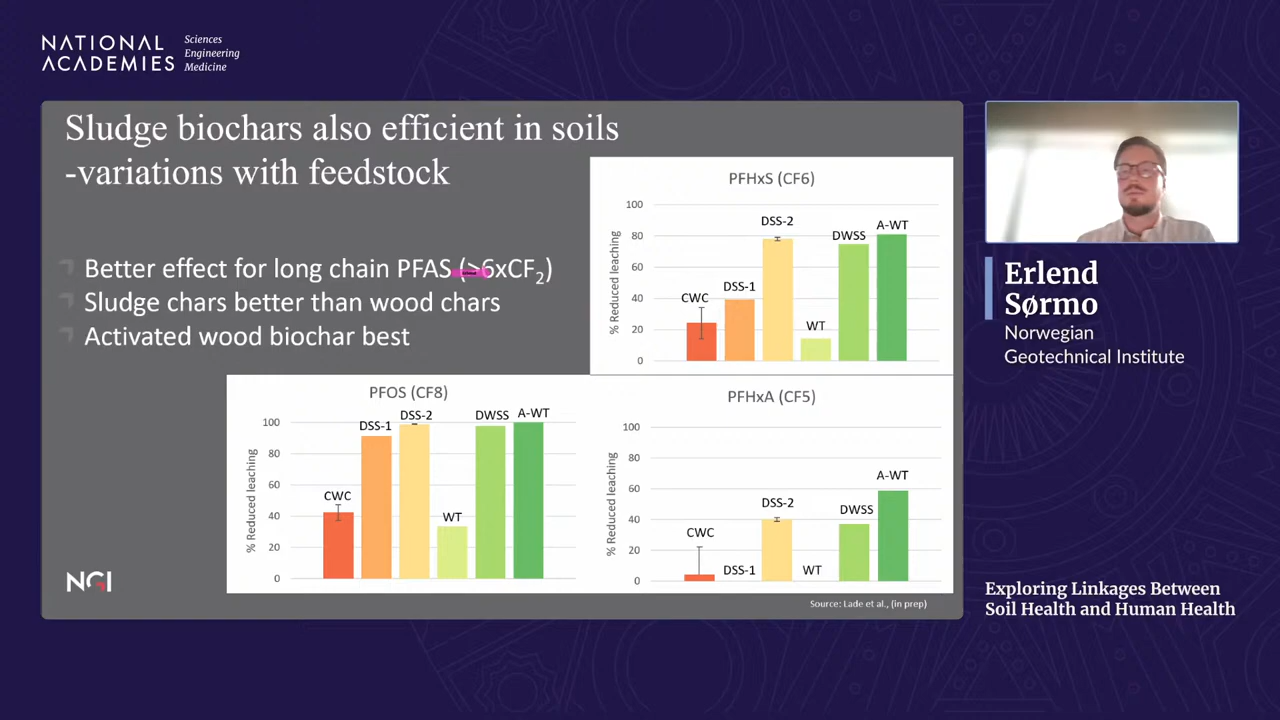 NATIONAL
ACADEMIES
Sciences
Engineering
Medicine
Sludge biochars also efficient in soils
-variations with feedstock
Better effect for long chain PFAS (>6xCF2)
Sludge chars better than wood chars
Activated wood biochar best
PFHxS (CF6)
% Reduced leaching
100
80
60
40
20
0
CWC
DSS-1
DSS-2
WT
DWSS
A-WT
PFOS (CF8)
% Reduced leaching
100
80
60
40
20
0
CWC
DSS-1
DSS-2
WT
DWSS
A-WT
PFHxA (CF5)
% Reduced leaching
100
80
60
40
20
0
CWC
DSS-1
DSS-2
WT
DWSS
A-WT
NGI
Source: Lade et al., (in prep)
Erlend
Sørmo
Norwegian
Geotechnical Institute
Exploring Linkages Between
Soil Health and Human Health